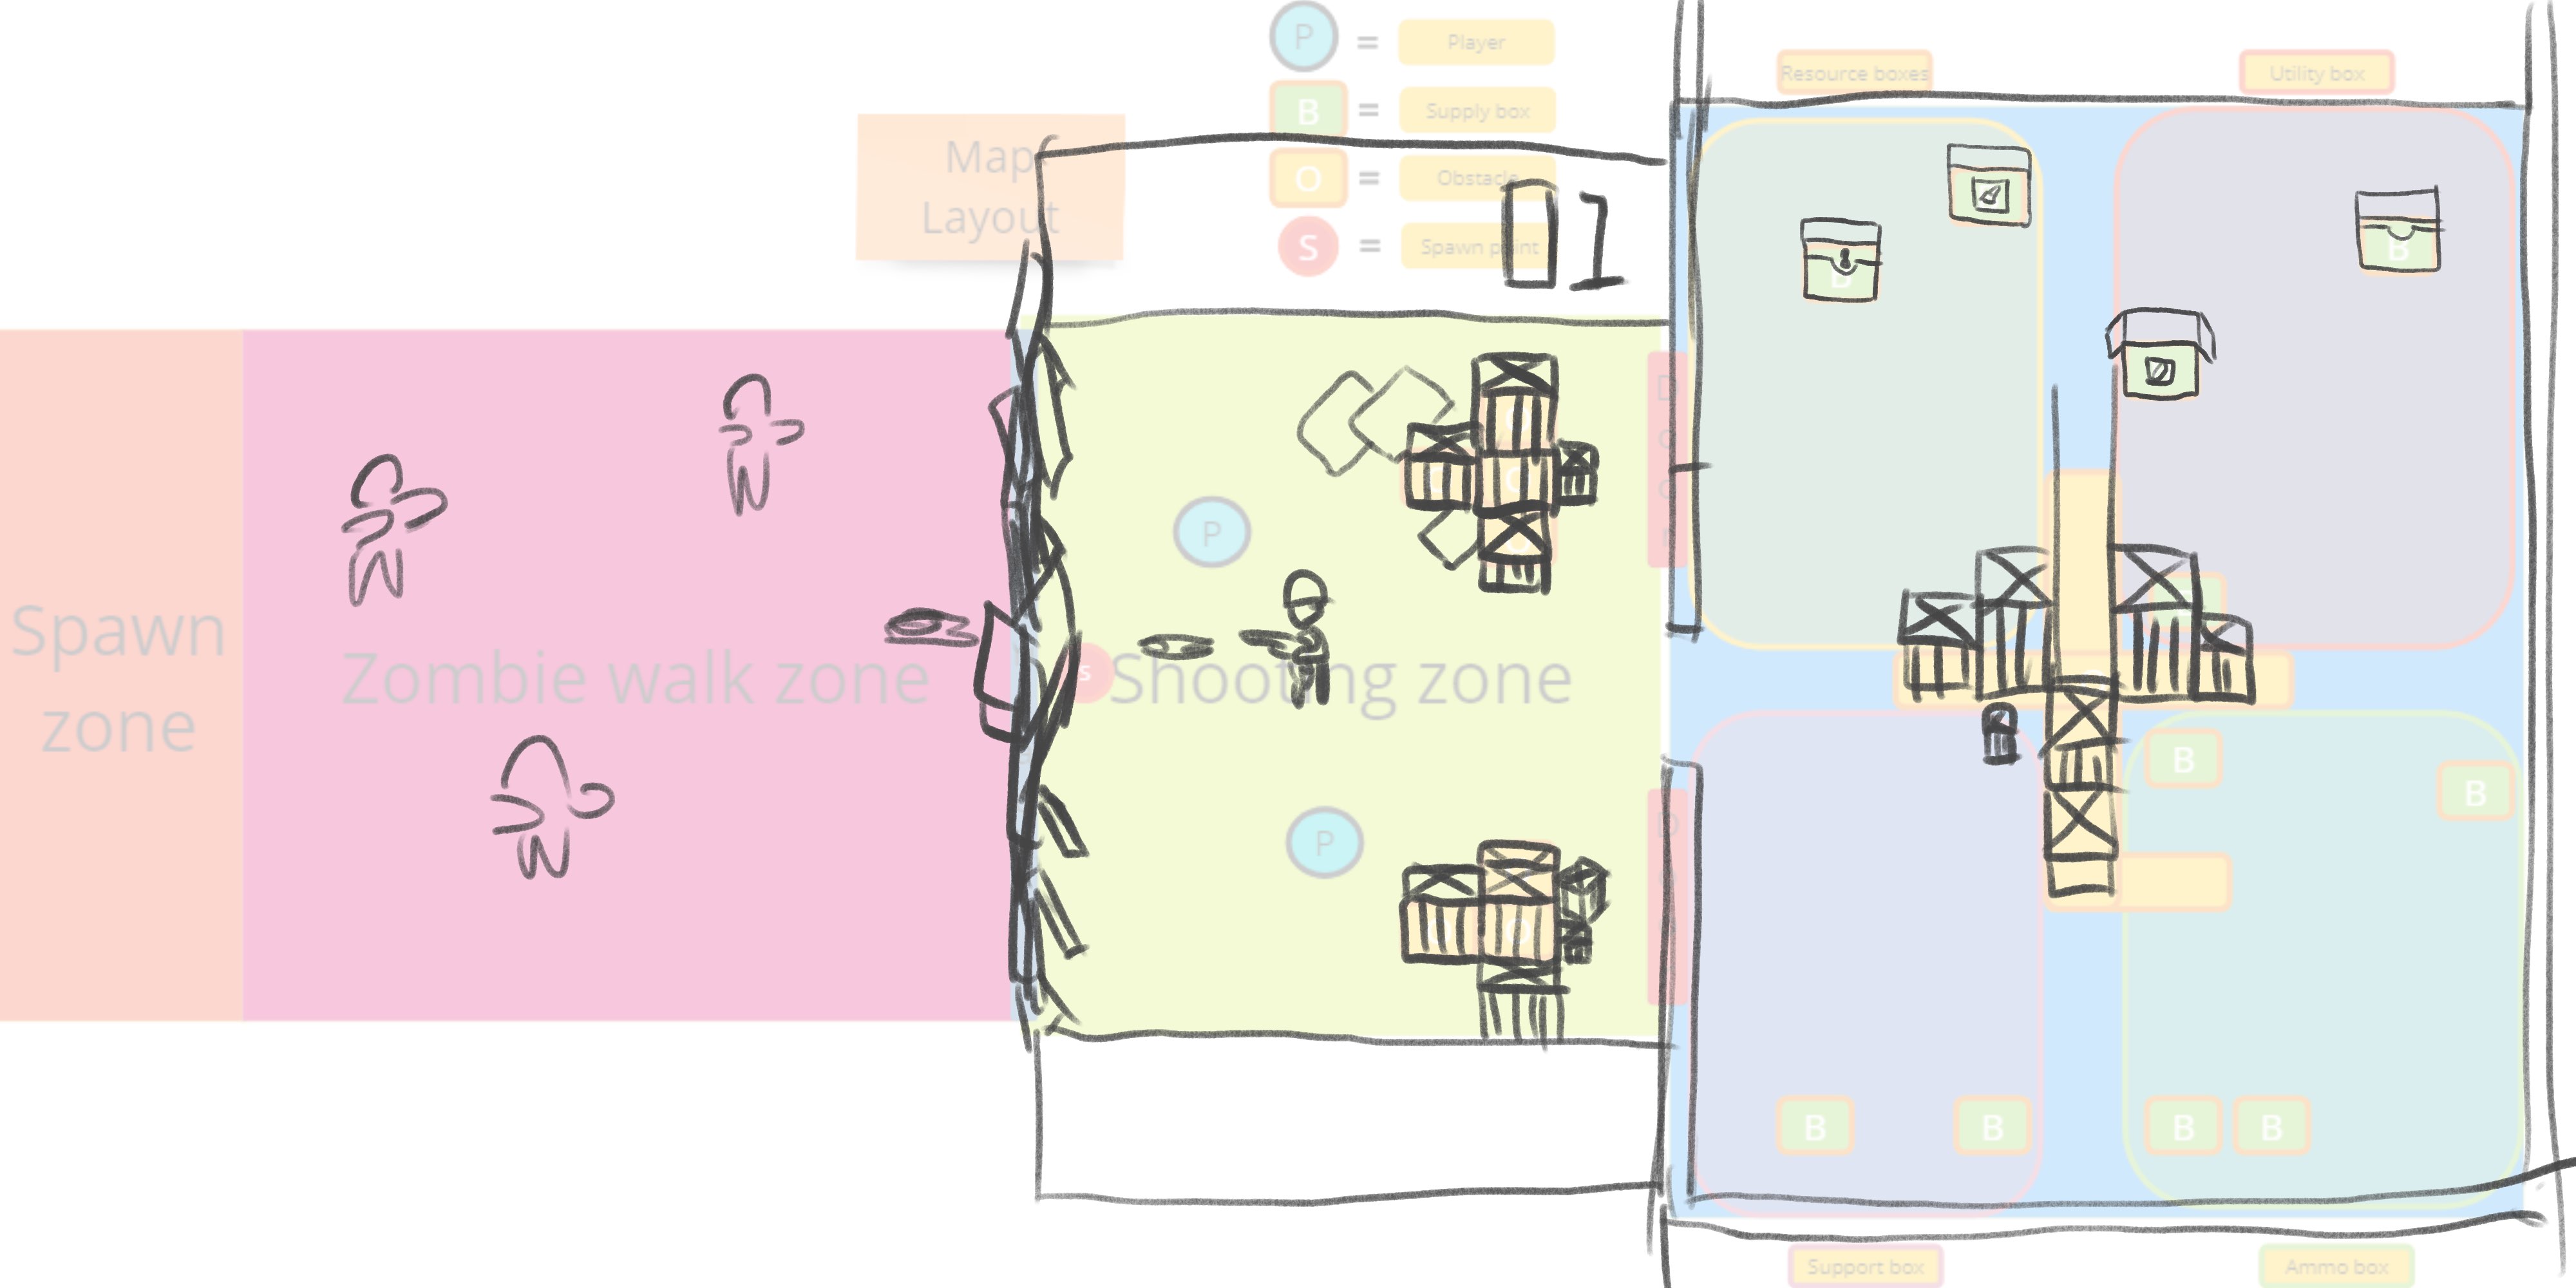 P = Player
B = Supply box
O = Obstacle
S = Spawn point
Map
Layout
01
Resource boxes
Utility box
B
B
P
S
Spawn
zone
Zombie walk zone
Shooting zone
P
B
B
B
B
B
B
Support box
Ammo box